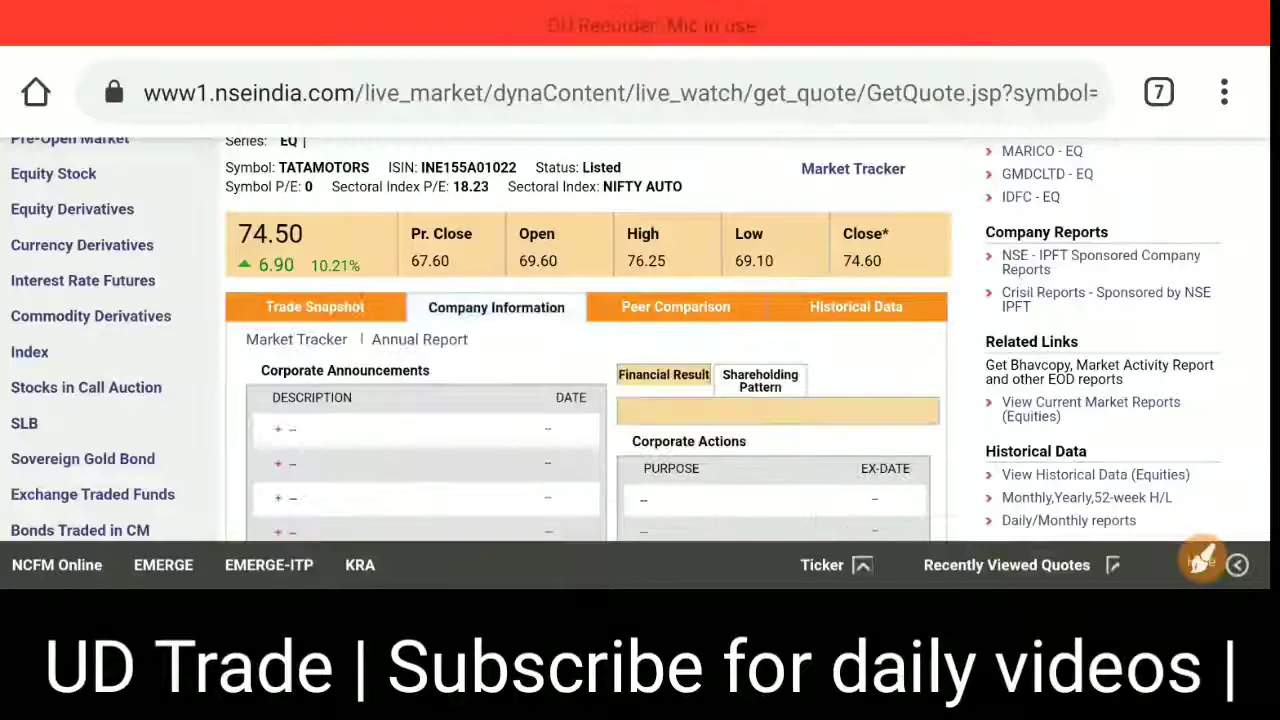 DU Recorder Mic in use
www1.nseindia.com/live_market/dynaContent/live_watch/get_quote/GetQuote.jsp?symbol=
7
Pre-Open Market
Equity Stock
Equity Derivatives
Currency Derivatives
Interest Rate Futures
Commodity Derivatives
Index
Stocks in Call Auction
SLB
Sovereign Gold Bond
Exchange Traded Funds
Bonds Traded in CM
Series: EQ |
Symbol: TATAMOTORS ISIN: INE155A01022 Status: Listed
Symbol P/E: 0 Sectoral Index P/E: 18.23 Sectoral Index: NIFTY AUTO
Market Tracker
74.50 Pr. Close Open High Low Close*
6.90 10.21% 67.60 69.60 76.25 69.10 74.60
Trade Snapshot Company Information Peer Comparison Historical Data
Market Tracker | Annual Report
Corporate Announcements
DESCRIPTION DATE
+ -- --
+ -- --
+ -- --
+ -- --
Financial Result Shareholding
Pattern
Corporate Actions
PURPOSE EX-DATE
-- --
-- --
MARICO - EQ
GMDCLTD - EQ
IDFC - EQ
Company Reports
NSE - IPFT Sponsored Company
Reports
Crisil Reports - Sponsored by NSE
IPFT
Related Links
Get Bhavcopy, Market Activity Report
and other EOD reports
View Current Market Reports
(Equities)
Historical Data
View Historical Data (Equities)
Monthly,Yearly,52-week H/L
Daily/Monthly reports
NCFM Online EMERGE EMERGE-ITP KRA Ticker Recently Viewed Quotes
UD Trade | Subscribe for daily videos |